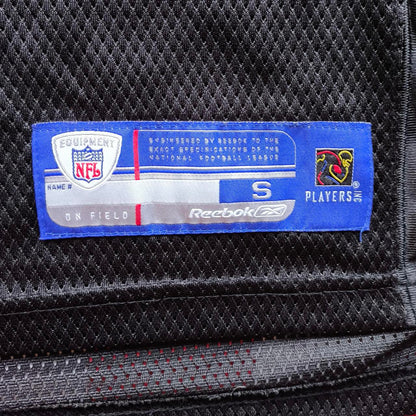 EQUIPMENT
NFL
NAME #
ON FIELD
ENGINEERED BY REEBOK TO THE
EXACT SPECIFICATIONS OF THE
NATIONAL FOOTBALL LEAGUE
S
Reebok
PLAYERS INC
®